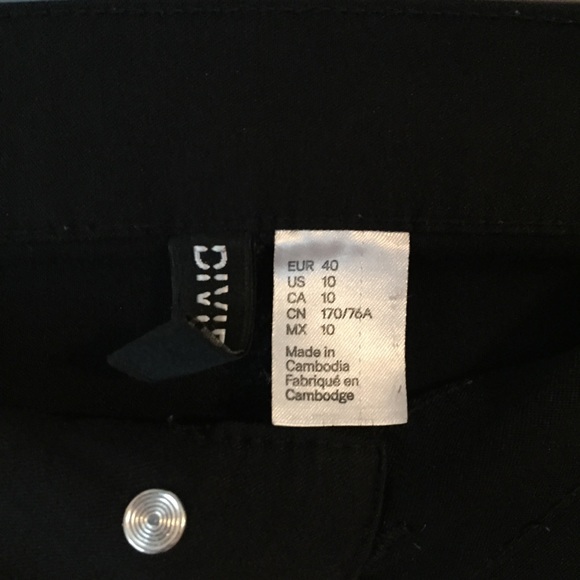 EUR 40
US 10
CA 10
CN 170/76A
MX 10
Made in
Cambodia
Fabriqué en
Cambodge